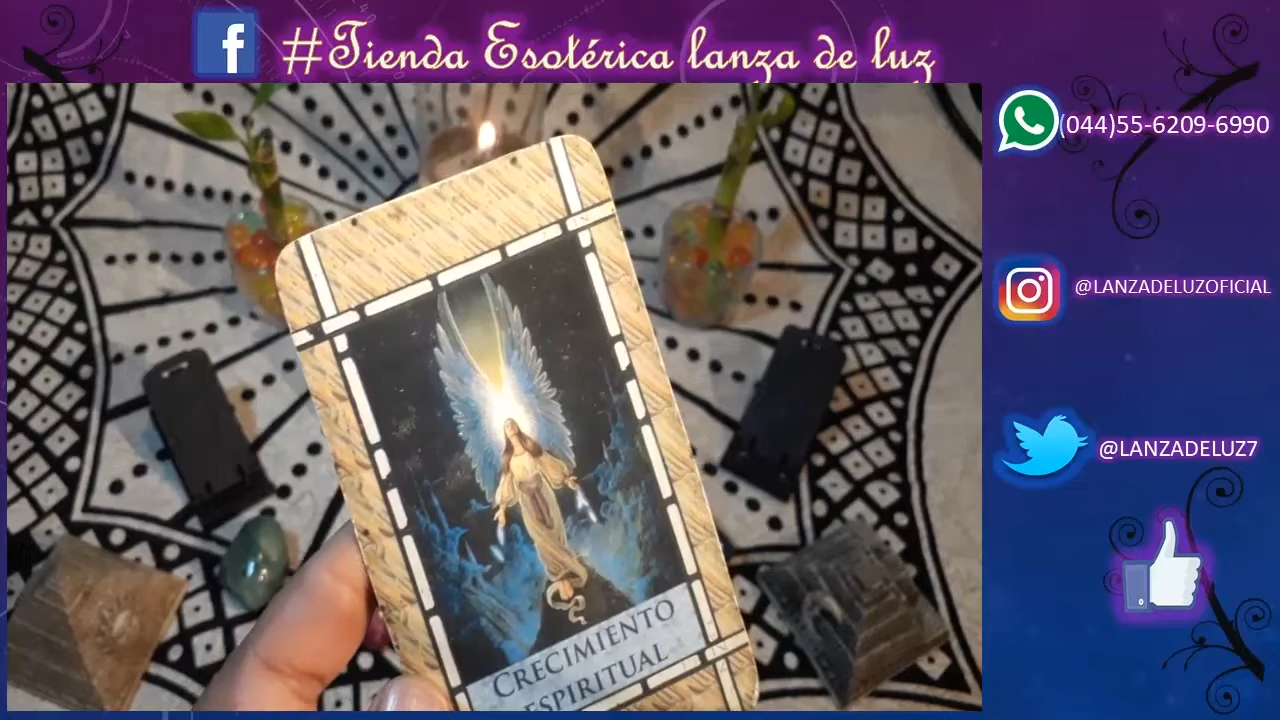 #Tienda Esotérica lanza de luz
(044)55-6209-6990
@LANZADELUZOFICIAL
@LANZADELUZ7
CRECIMIENTO
ESPIRITUAL